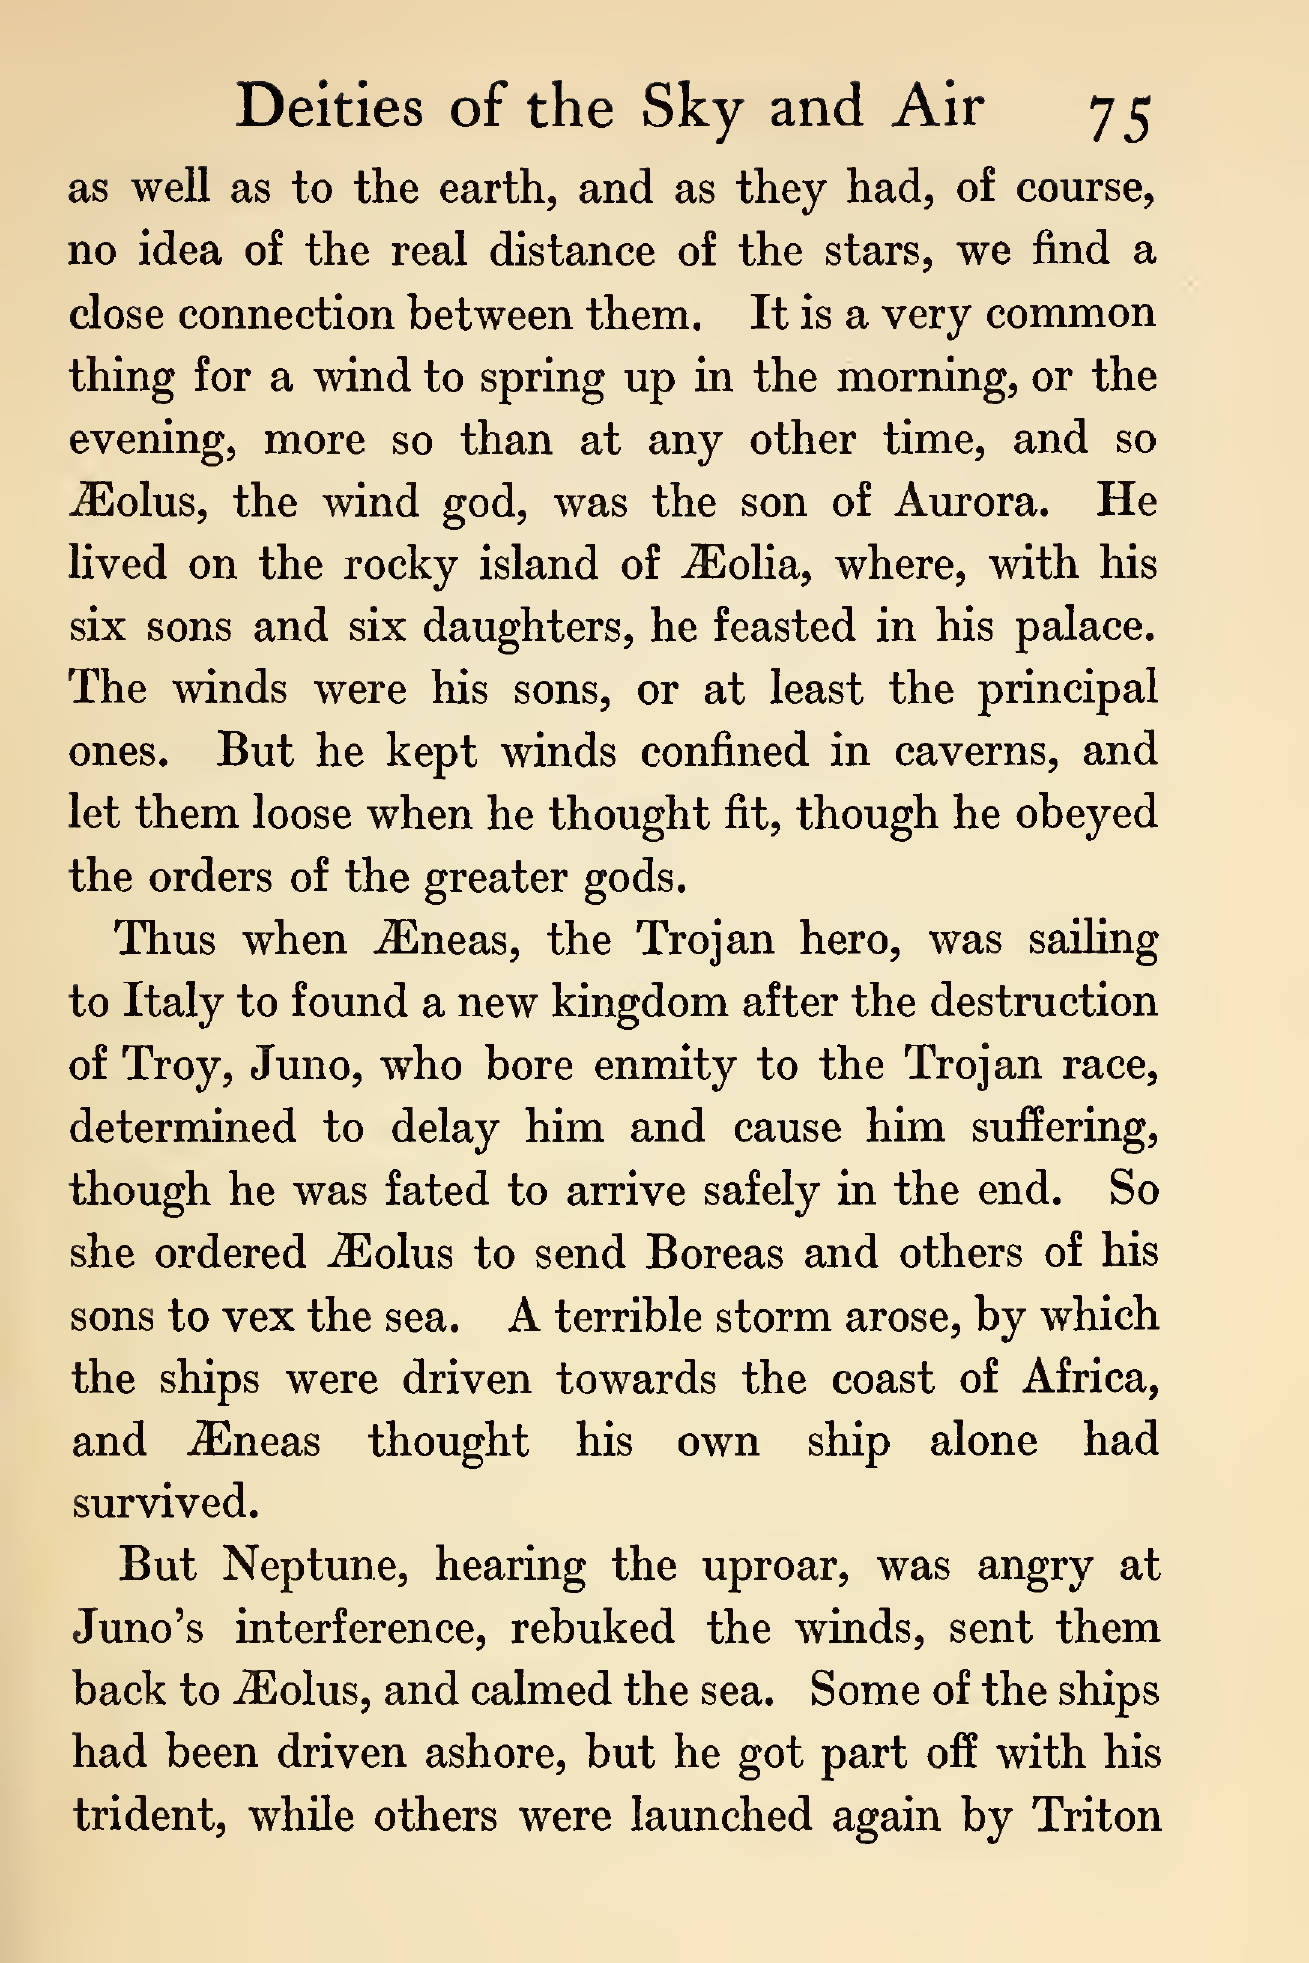 Deities of the Sky and Air 75
as well as to the earth, and as they had, of course,
no idea of the real distance of the stars, we find a
close connection between them. It is a very common
thing for a wind to spring up in the morning, or the
evening, more so than at any other time, and so
Æolus, the wind god, was the son of Aurora. He
lived on the rocky island of Æolia, where, with his
six sons and six daughters, he feasted in his palace.
The winds were his sons, or at least the principal
ones. But he kept winds confined in caverns, and
let them loose when he thought fit, though he obeyed
the orders of the greater gods.
Thus when Æneas, the Trojan hero, was sailing
to Italy to found a new kingdom after the destruction
of Troy, Juno, who bore enmity to the Trojan race,
determined to delay him and cause him suffering,
though he was fated to arrive safely in the end. So
she ordered Æolus to send Boreas and others of his
sons to vex the sea. A terrible storm arose, by which
the ships were driven towards the coast of Africa,
and Æneas thought his own ship alone had
survived.
But Neptune, hearing the uproar, was angry at
Juno’s interference, rebuked the winds, sent them
back to Æolus, and calmed the sea. Some of the ships
had been driven ashore, but he got part off with his
trident, while others were launched again by Triton